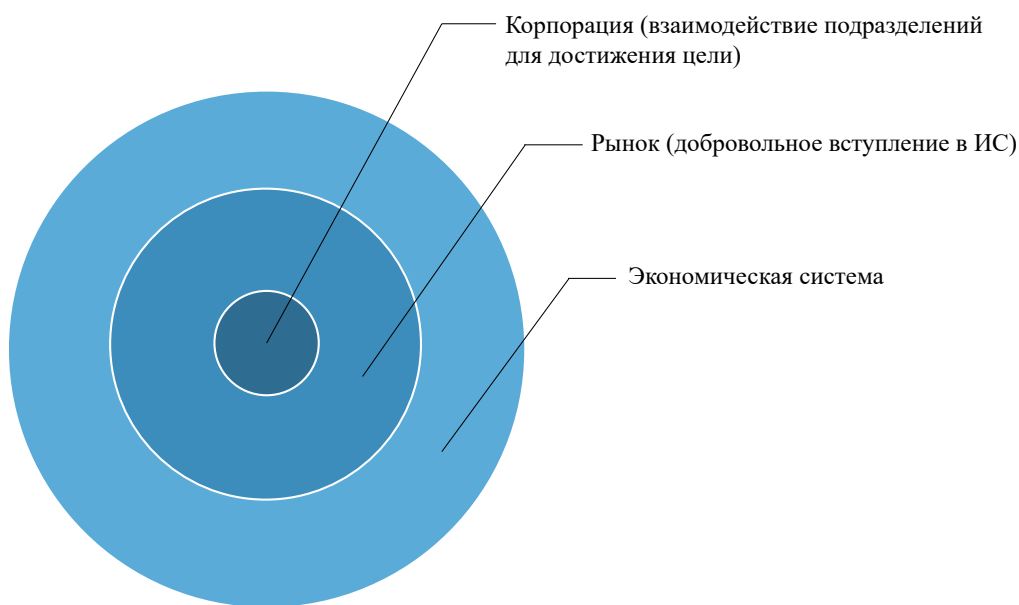 Корпорация (взаимодействие подразделений
для достижения цели)
Рынок (добровольное вступление в ИС)
Экономическая система